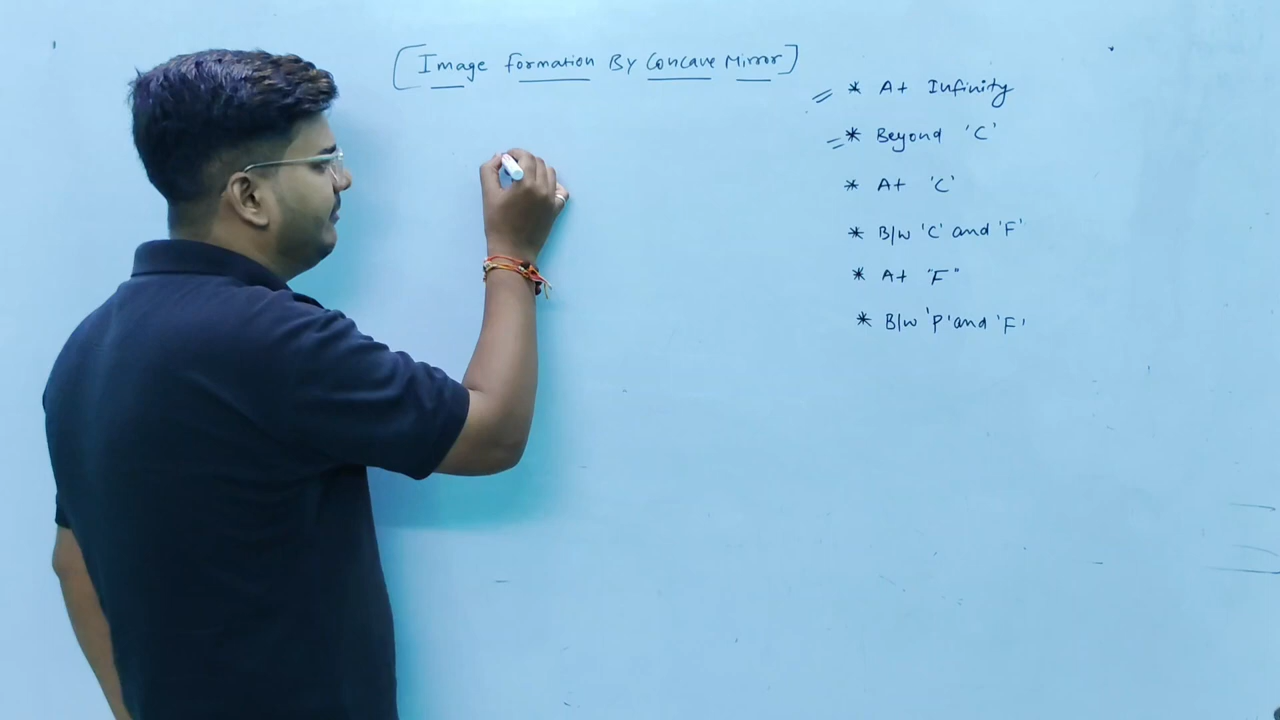 [Image formation By Concave Mirror]
* At Infinity
* Beyond 'C'
* At 'C'
* B/w 'C' and 'F'
* At 'F"
* B/w 'P' and 'F'